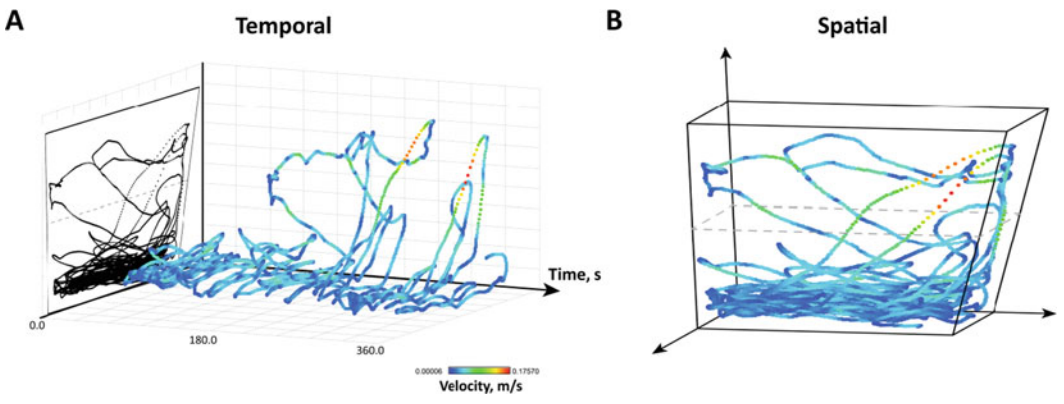 A
Temporal
B
Spatial
Time, s
0.0
180.0
360.0
0.00006
0.17570
Velocity, m/s